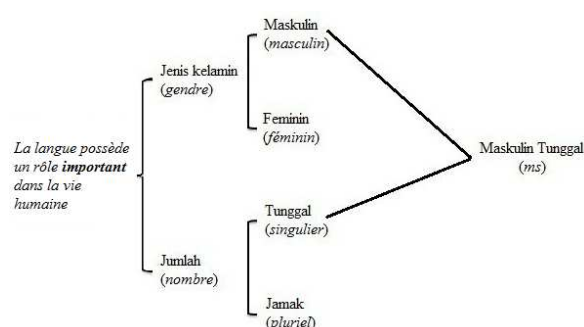 La langue possède
un rôle important
dans la vie
humaine
Jenis kelamin
(gendre)
Maskulin
(masculin)
Feminin
(féminin)
Jumlah
(nombre)
Tunggal
(singulier)
Jamak
(pluriel)
Maskulin Tunggal
(ms)